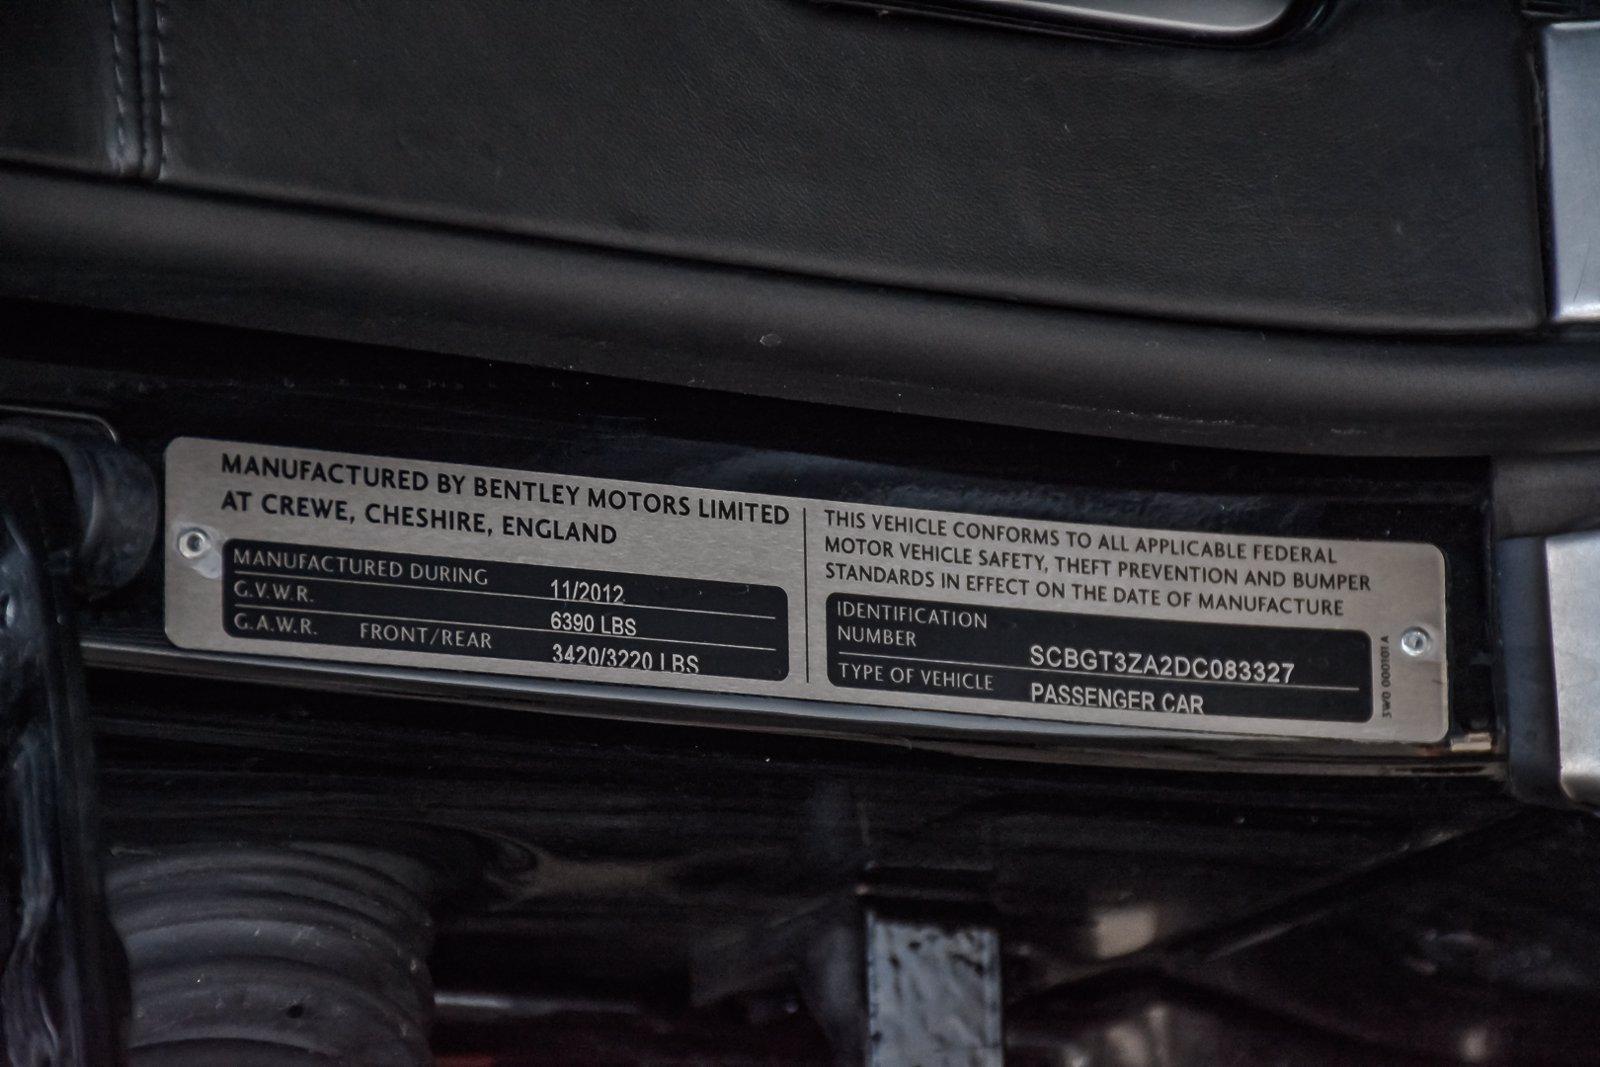 MANUFACTURED BY BENTLEY MOTORS LIMITED
AT CREWE, CHESHIRE, ENGLAND
MANUFACTURED DURING 11/2012
G.V.W.R. 6390 LBS
G.A.W.R. FRONT/REAR 3420/3220 LBS
THIS VEHICLE CONFORMS TO ALL APPLICABLE FEDERAL
MOTOR VEHICLE SAFETY, THEFT PREVENTION AND BUMPER
STANDARDS IN EFFECT ON THE DATE OF MANUFACTURE
IDENTIFICATION
NUMBER SCBGT3ZA2DC083327
TYPE OF VEHICLE PASSENGER CAR
3W0 000101 A